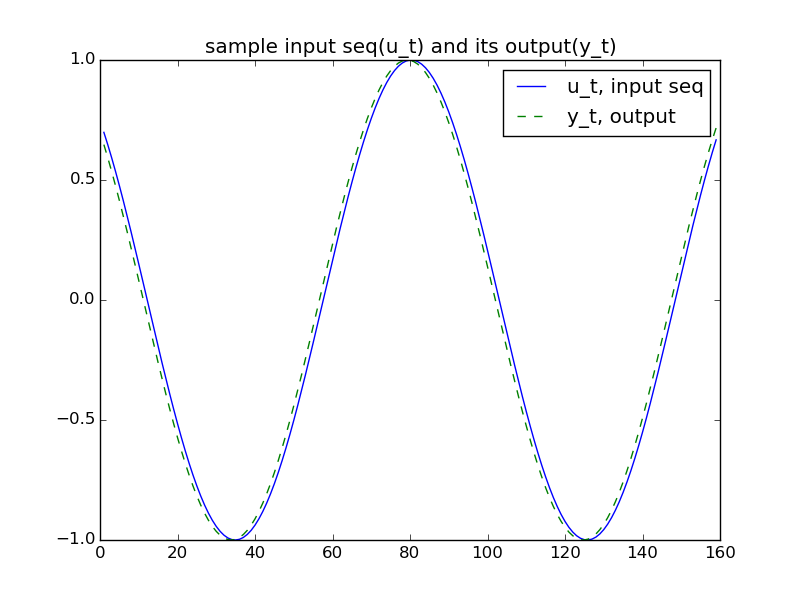 sample input seq(u_t) and its output(y_t)
1.0
u_t, input seq
y_t, output
0.5
0.0
−0.5
−1.0
0 20 40 60 80 100 120 140 160